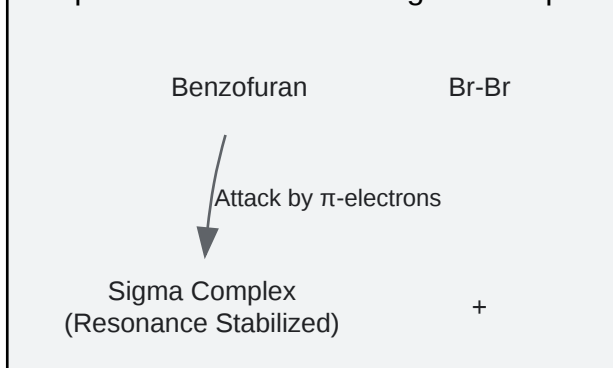 Benzofuran Br-Br
Attack by π-electrons
Sigma Complex
(Resonance Stabilized) +